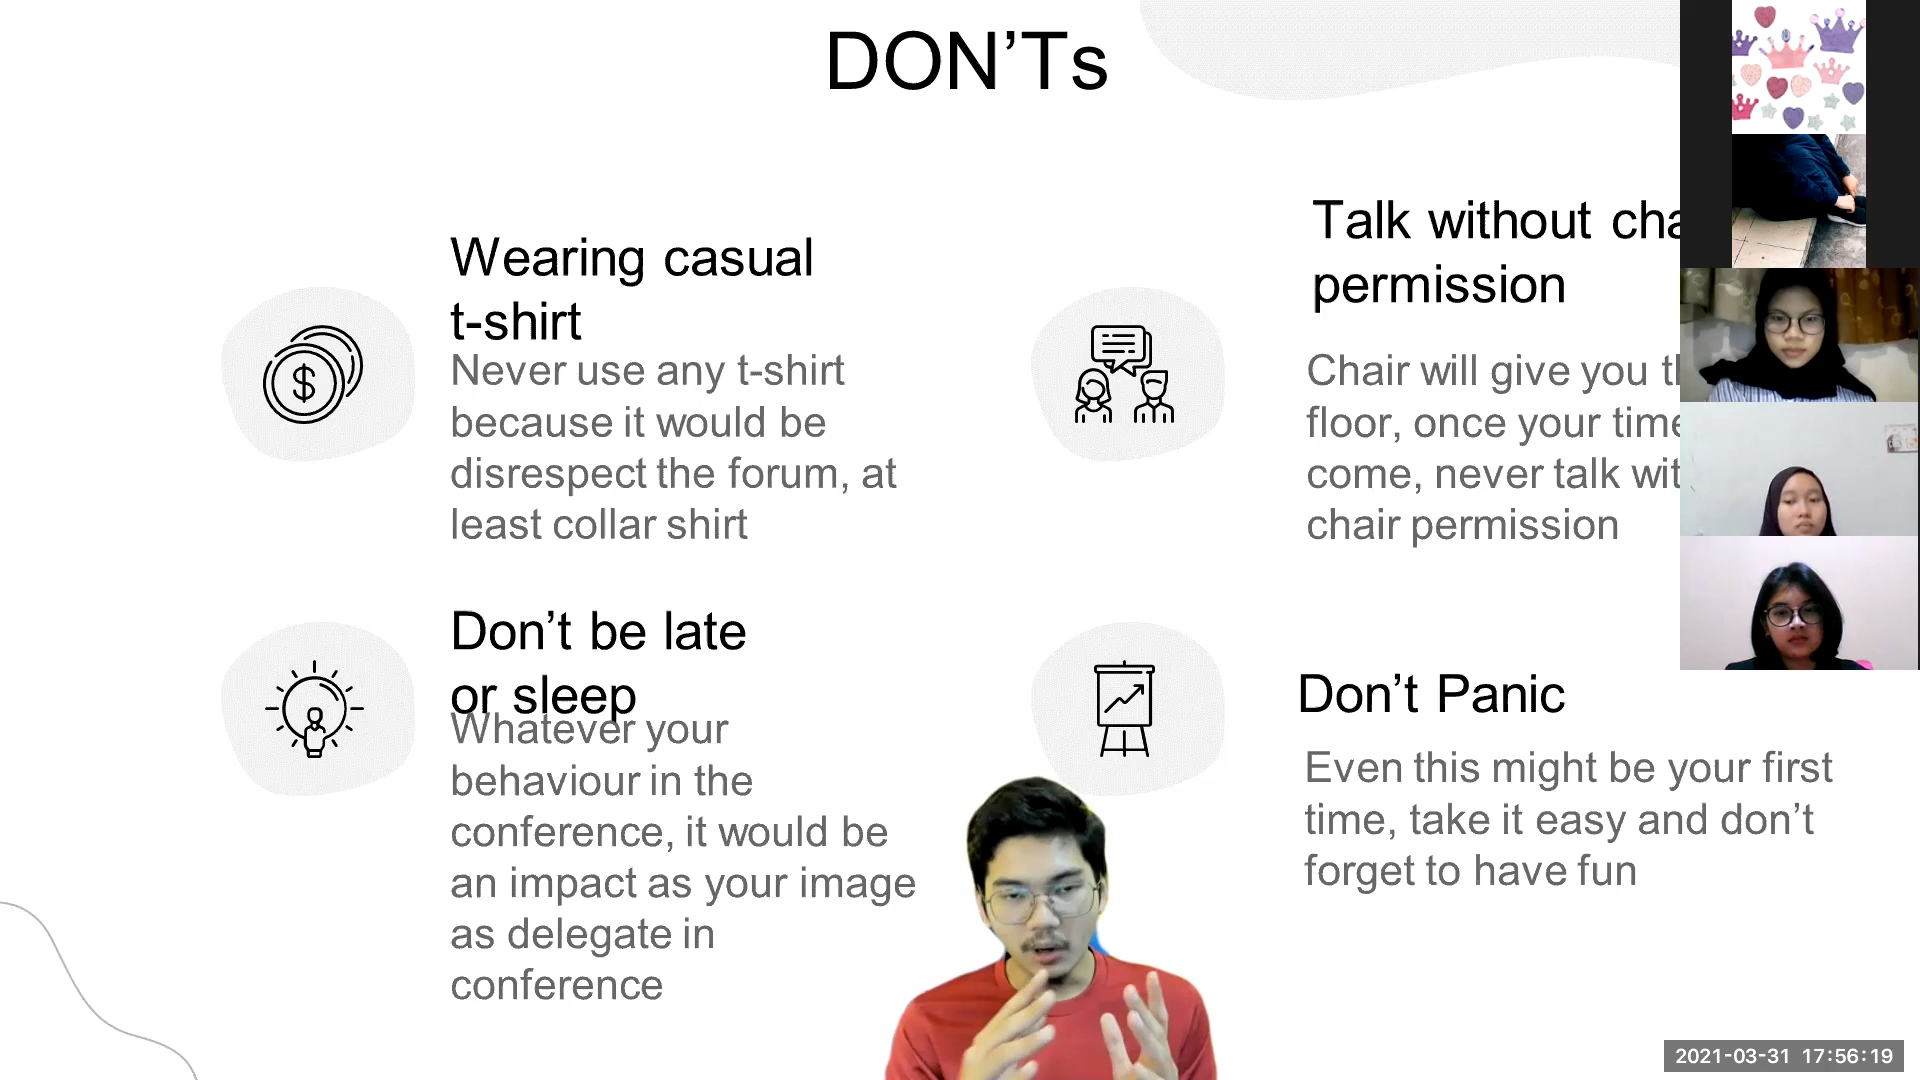 DON’Ts
Wearing casual
t-shirt
Never use any t-shirt
because it would be
disrespect the forum, at
least collar shirt
Talk without
permission
Chair will give you
floor, once your
come, never talk
chair permission
Don’t be late
or sleep
Whatever your
behaviour in the
conference, it would be
an impact as your image
as delegate in
conference
Don’t Panic
Even this might be your first
time, take it easy and don’t
forget to have fun
2021-03-31 17:56:19